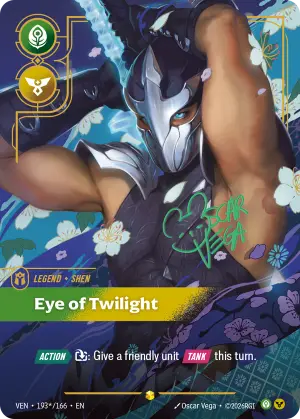 OSCAR
VEGA
LEGEND • SHEN
Eye of Twilight
ACTION : Give a friendly unit TANK this turn.
VEN • 193*/166 • EN Oscar Vega • ©2026RGI